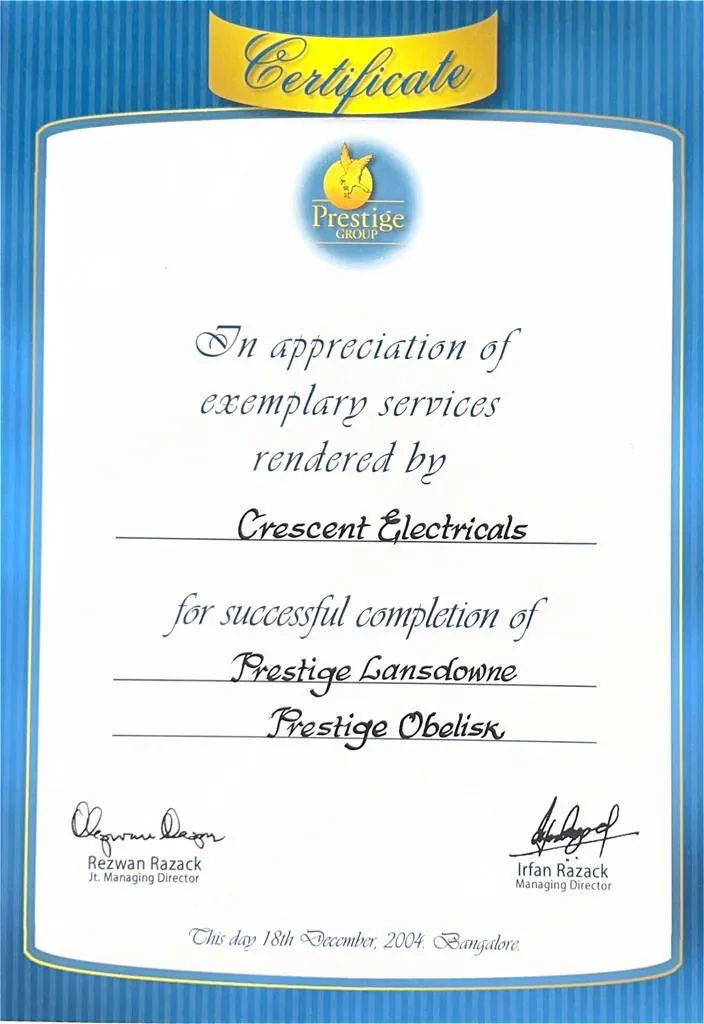 Certificate
Prestige
GROUP
In appreciation of
exemplary services
rendered by
Crescent Electricals
for successful completion of
Prestige Lansdowne
Prestige Obelisk
Rezwan Razack
Jt. Managing Director
Irfan Razack
Managing Director
This day 18th December, 2004. Bangalore.